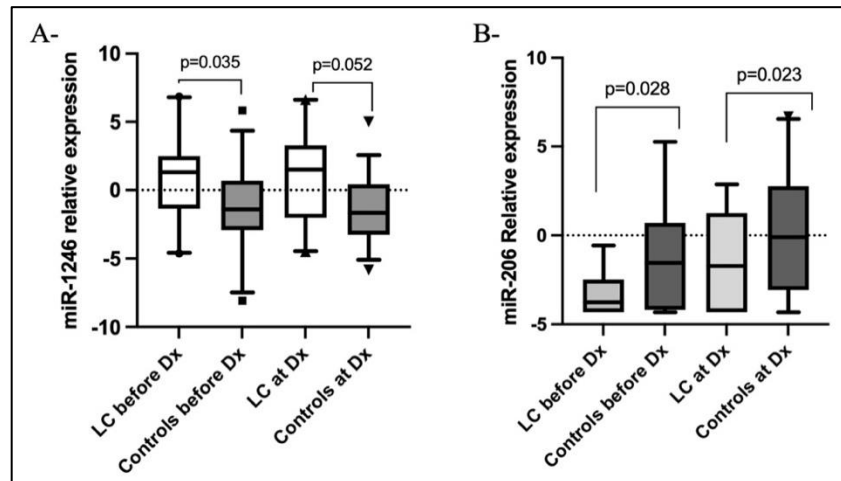 A-
miR-1246 relative expression
10
5
0
-5
-10
p=0.035
p=0.052
LC before Dx
Controls before Dx
LC at Dx
Controls at Dx
B-
miR-206 Relative expression
10
5
0
-5
p=0.028
p=0.023
LC before Dx
Controls before Dx
LC at Dx
Controls at Dx